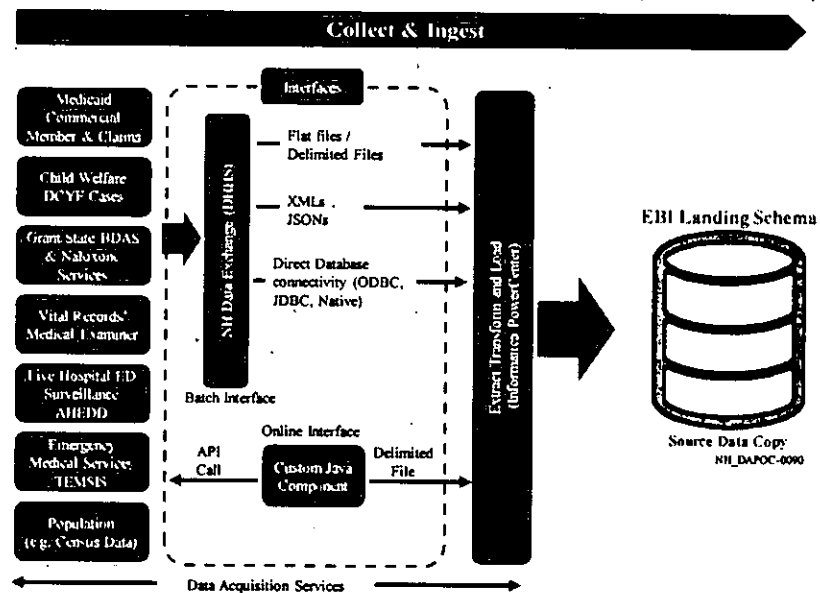 Collect & Ingest
Interfaces
Medicaid
Commercial
Member & Claims
Child Welfare
DCYF Cases
Grant State BDAS
& Naloxone
Services
Vital Records'
Medical Examiner
Live Hospital ED
Surveillance
AHEDD
Emergency
Medical Services
TEMSIS
Population
(e.g. Census Data)
NH Data Exchange (DHHS)
Batch Interface
Flat files /
Delimited Files
XMLs
JSONs
Direct Database
connectivity (ODBC,
JDBC, Native)
Online Interface
API
Call
Custom Java
Component
Delimited
File
Extract Transform and Load
(Informatica PowerCenter)
EBI Landing Schema
Source Data Copy
NH_DAPOC-0090
Data Acquisition Services